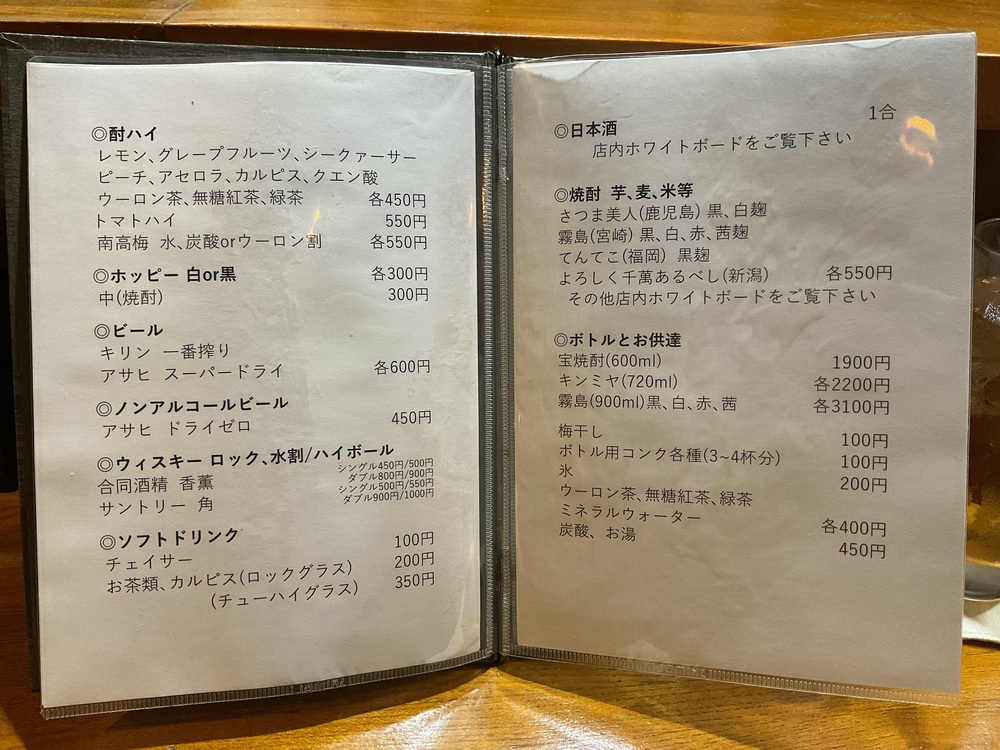 ◎酎ハイ
レモン、グレープフルーツ、シークァーサー
ピーチ、アセロラ、カルピス、クエン酸
ウーロン茶、無糖紅茶、緑茶 各450円
トマトハイ 550円
南高梅 水、炭酸orウーロン割 各550円
◎ホッピー 白or黒 各300円
中(焼酎) 300円
◎ビール
キリン 一番搾り
アサヒ スーパードライ 各600円
◎ノンアルコールビール
アサヒ ドライゼロ 450円
◎ウィスキー ロック、水割/ハイボール
シングル450円/500円
合同酒精 香薫 ダブル800円/900円
シングル500円/550円
サントリー 角 ダブル900円/1000円
◎ソフトドリンク
チェイサー 100円
お茶類、カルピス(ロックグラス) 200円
(チューハイグラス) 350円
1合
◎日本酒
店内ホワイトボードをご覧下さい
◎焼酎 芋、麦、米等
さつま美人(鹿児島) 黒、白麹
霧島(宮崎) 黒、白、赤、茜麹
てんてこ(福岡) 黒麹
よろしく千萬あるべし(新潟) 各550円
その他店内ホワイトボードをご覧下さい
◎ボトルとお供達
宝焼酎(600ml) 1900円
キンミヤ(720ml) 各2200円
霧島(900ml)黒、白、赤、茜 各3100円
梅干し 100円
ボトル用コンク各種(3~4杯分) 100円
氷 200円
ウーロン茶、無糖紅茶、緑茶
ミネラルウォーター 各400円
炭酸、お湯 450円